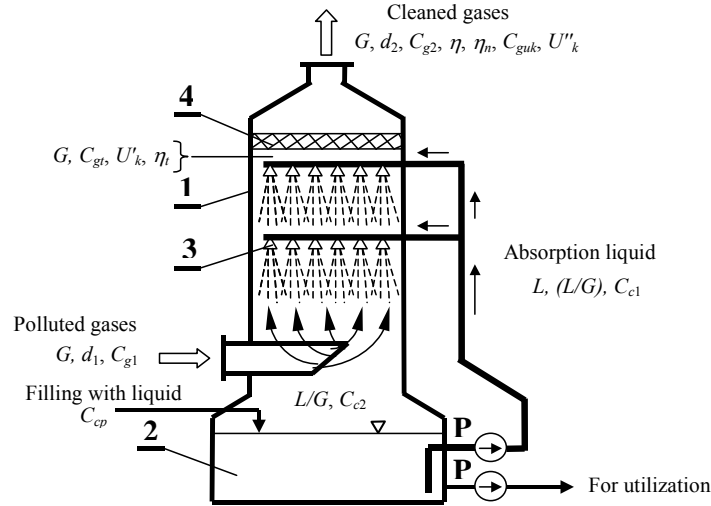 Cleaned gases
G, d2, Cg2, η, ηn, Cguk, U''k
4
G, Cgt, U'k, ηt
1
3
Absorption liquid
L, (L/G), Cc1
Polluted gases
G, d1, Cg1
Filling with liquid
Ccp
L/G, Cc2
2
P
P
For utilization